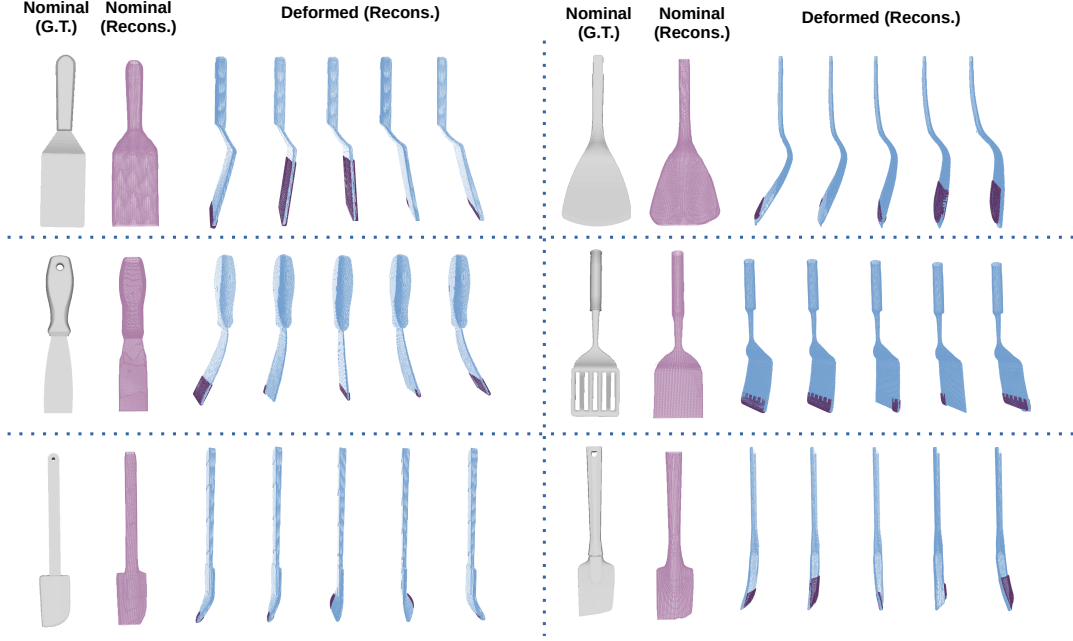 Nominal
(G.T.)
Nominal
(Recons.)
Deformed (Recons.)
Nominal
(G.T.)
Nominal
(Recons.)
Deformed (Recons.)